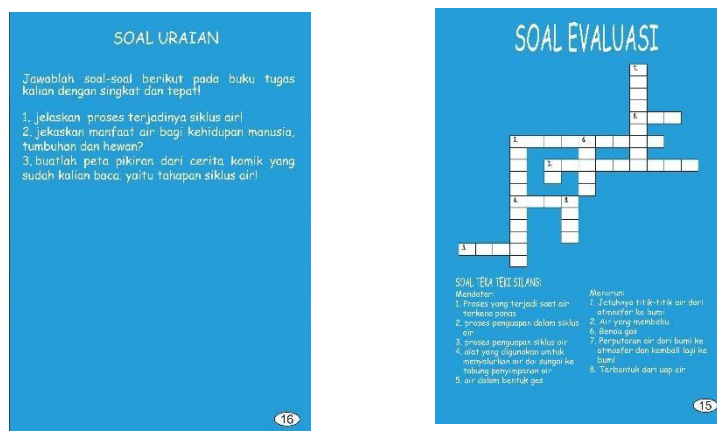 SOAL URAIAN
Jawablah soal-soal berikut pada buku tugas
kalian dengan singkat dan tepat!
1. jelaskan proses terjadinya siklus air!
2. jekaskan manfaat air bagi kehidupan manusia,
tumbuhan dan hewan?
3. buatlah peta pikiran dari cerita komik yang
sudah kalian baca. yaitu tahapan siklus air!
16
SOAL EVALUASI
SOAL TEKA TEKI SILANG:
Mendatar:
1. Proses yang terjadi saat air
terkena panas
2. proses penguapan dalam siklus
air
3. proses penguapan siklus air
4. alat yang digunakan untuk
menyalurkan air dai sungai ke
tabung penyimpanan air
5. air dalam bentuk gas
Menurun:
1. Jatuhnya titik-titik air dari
atmosfer ke bumi
2. Air yang membeku
6. Benda gas
7. Perputaran air dari bumi ke
atmosfer dan kembali lagi ke
bumi
8. Terbentuk dari uap air
15